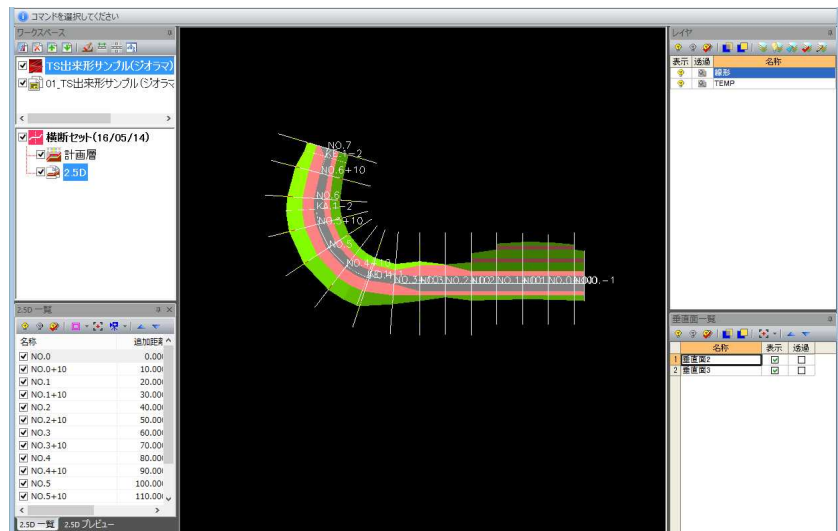 コマンドを選択してください
ワークスペース
TS出来形サンプル(ジオラマ)
01_TS出来形サンプル(ジオラマ
横断セット(16/05/14)
計画層
2.5D
2.5D 一覧
名称 追加距離
NO.0 0.00
NO.0+10 10.00
NO.1 20.00
NO.1+10 30.00
NO.2 40.00
NO.2+10 50.00
NO.3 60.00
NO.3+10 70.00
NO.4 80.00
NO.4+10 90.00
NO.5 100.00
NO.5+10 110.00
2.5D 一覧 2.5D プレビュー
NO.7
KE.1-2
NO.6+10
NO.6
KA.1-2
NO.5+10
NO.5
NO.4+10
レイヤ
表示 透過 名称
線形
TEMP
垂直面一覧
名称 表示 透過
1 垂直面2
2 垂直面3